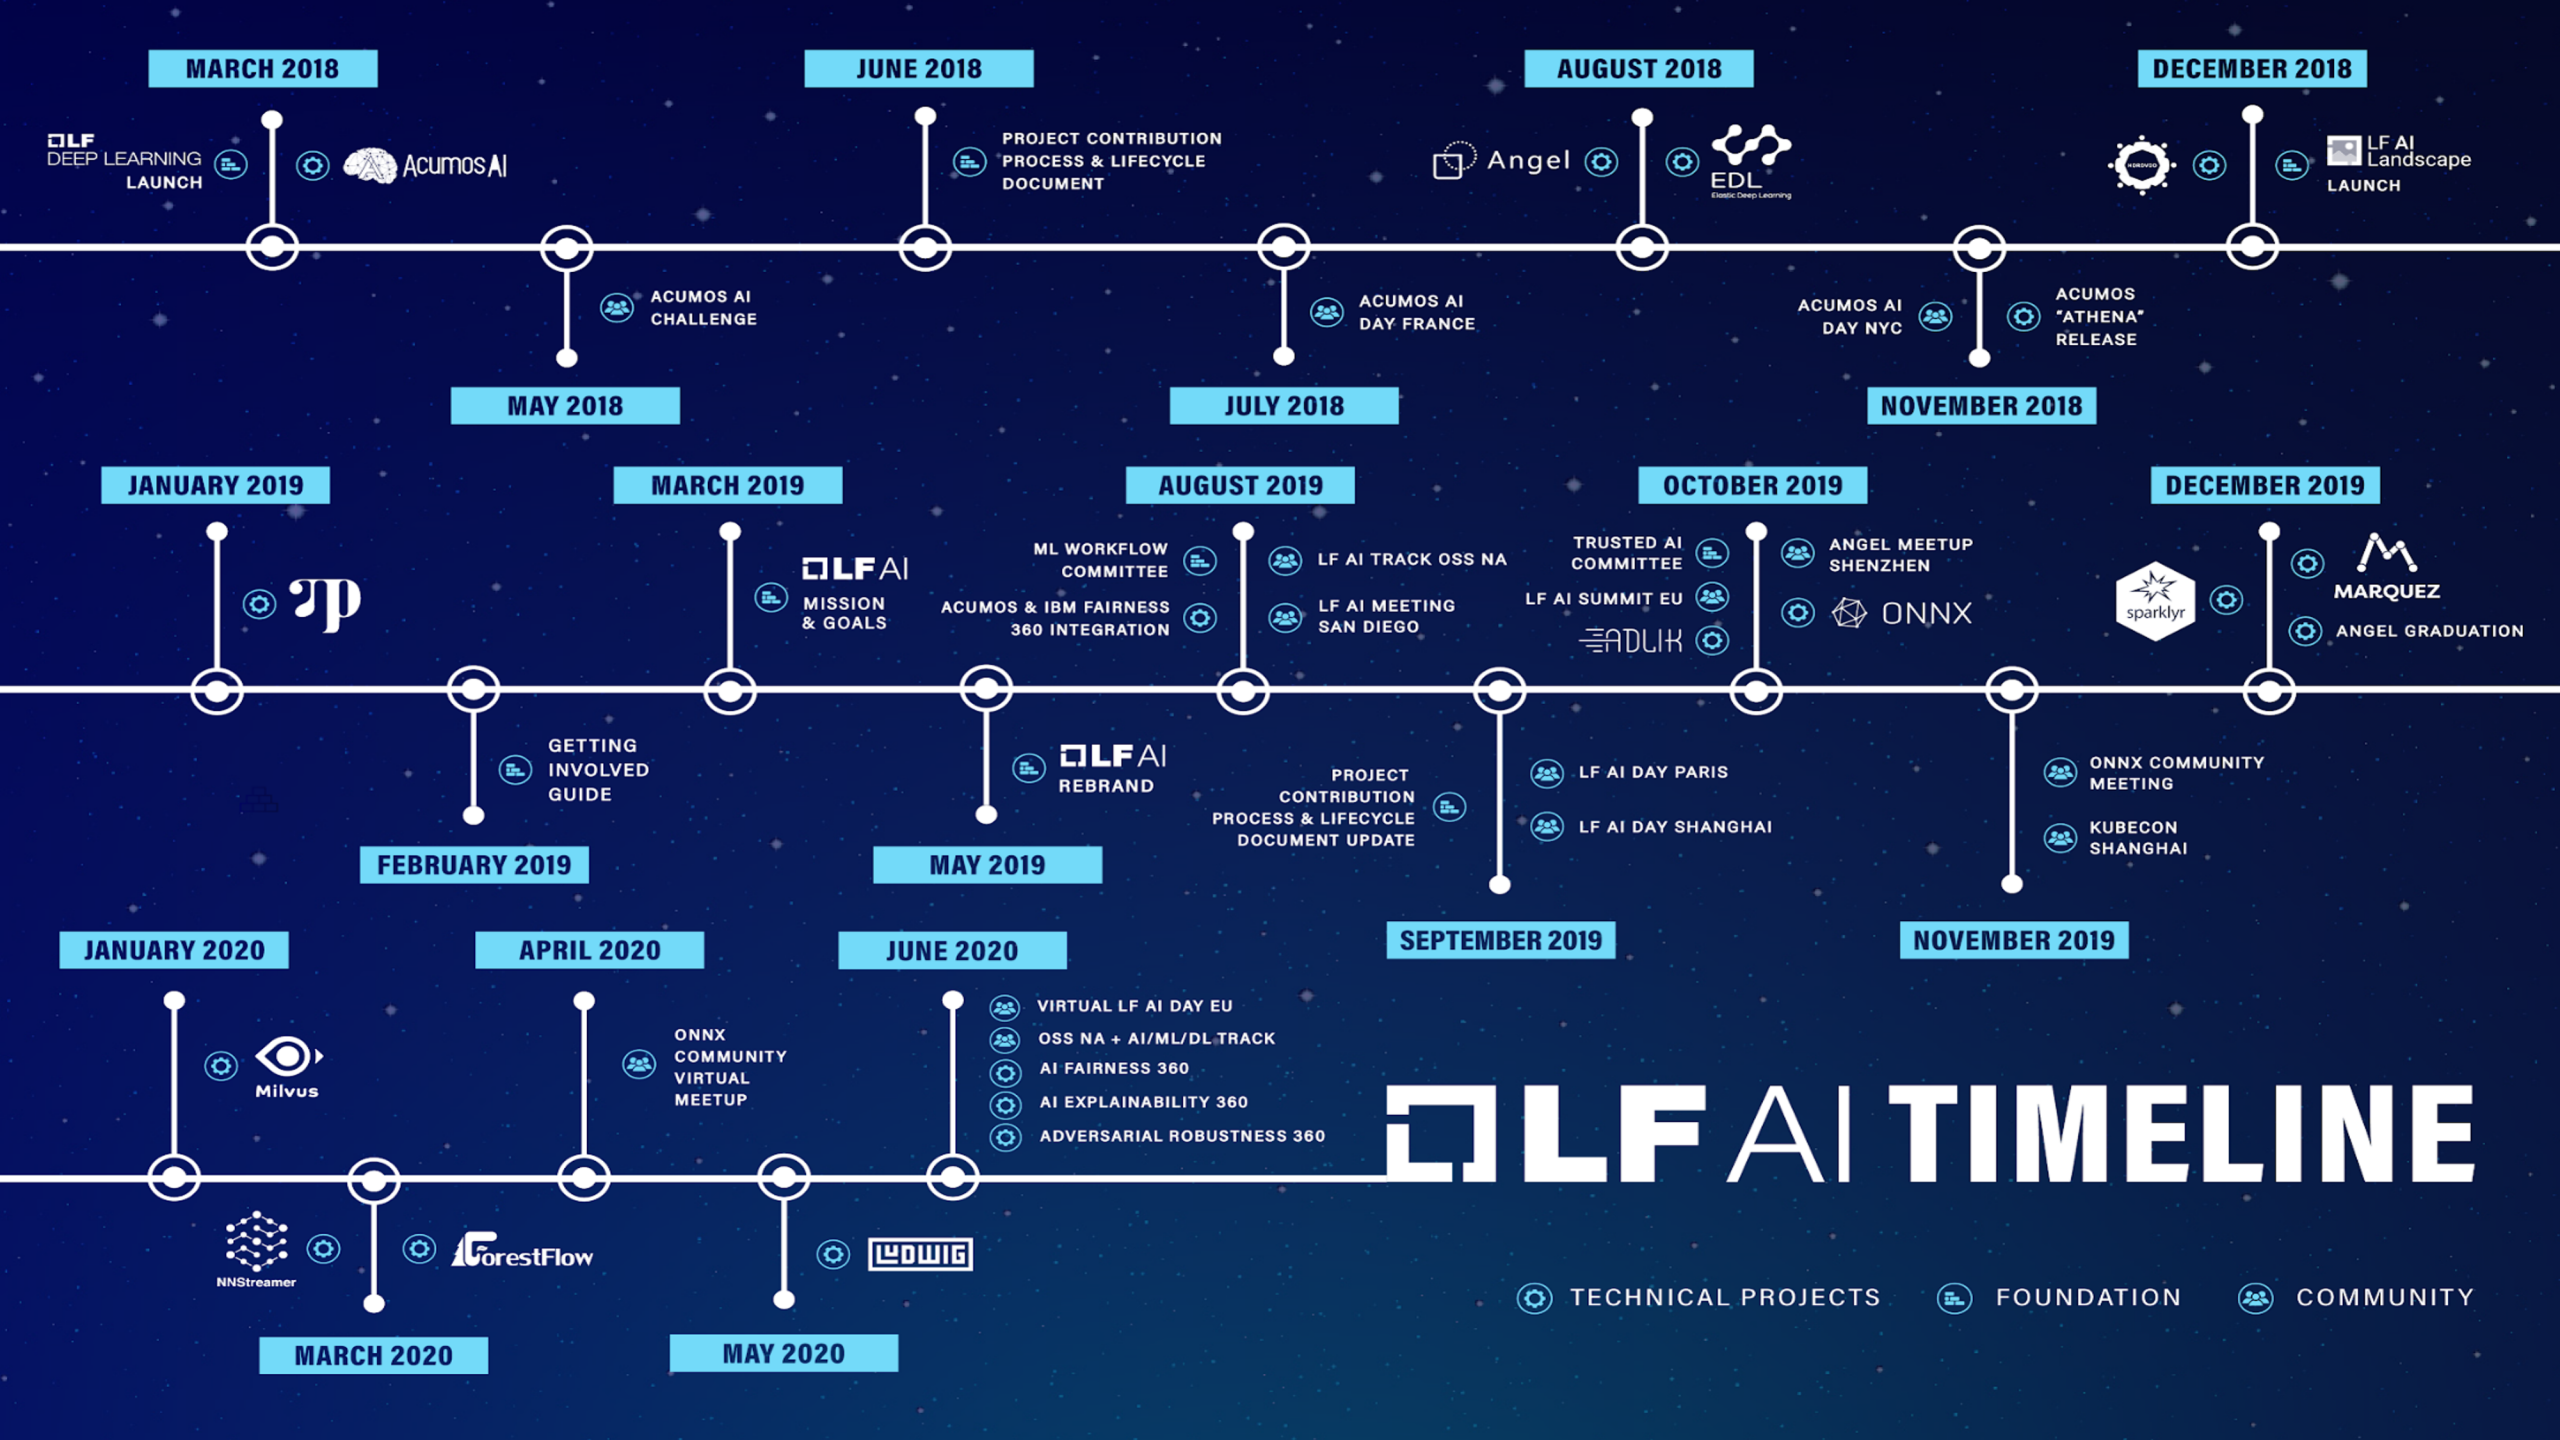 MARCH 2018
LF
DEEP LEARNING
LAUNCH
Acumos AI
MAY 2018
ACUMOS AI
CHALLENGE
JUNE 2018
PROJECT CONTRIBUTION
PROCESS & LIFECYCLE
DOCUMENT
JULY 2018
ACUMOS AI
DAY FRANCE
AUGUST 2018
Angel
EDL
Elastic Deep Learning
NOVEMBER 2018
ACUMOS AI
DAY NYC
ACUMOS
"ATHENA"
RELEASE
DECEMBER 2018
HOROVOD
LF AI
Landscape
LAUNCH
JANUARY 2019
FEBRUARY 2019
GETTING
INVOLVED
GUIDE
MARCH 2019
LF AI
MISSION
& GOALS
MAY 2019
LF AI
REBRAND
AUGUST 2019
ML WORKFLOW
COMMITTEE
ACUMOS & IBM FAIRNESS
360 INTEGRATION
LF AI TRACK OSS NA
LF AI MEETING
SAN DIEGO
SEPTEMBER 2019
PROJECT
CONTRIBUTION
PROCESS & LIFECYCLE
DOCUMENT UPDATE
LF AI DAY PARIS
LF AI DAY SHANGHAI
OCTOBER 2019
TRUSTED AI
COMMITTEE
LF AI SUMMIT EU
ADLIK
ANGEL MEETUP
SHENZHEN
ONNX
NOVEMBER 2019
ONNX COMMUNITY
MEETING
KUBECON
SHANGHAI
DECEMBER 2019
sparklyr
MARQUEZ
ANGEL GRADUATION
JANUARY 2020
Milvus
MARCH 2020
NNStreamer
ForestFlow
APRIL 2020
ONNX
COMMUNITY
VIRTUAL
MEETUP
MAY 2020
LUDWIG
JUNE 2020
VIRTUAL LF AI DAY EU
OSS NA + AI/ML/DL TRACK
AI FAIRNESS 360
AI EXPLAINABILITY 360
ADVERSARIAL ROBUSTNESS 360
LF AI TIMELINE
TECHNICAL PROJECTS
FOUNDATION
COMMUNITY